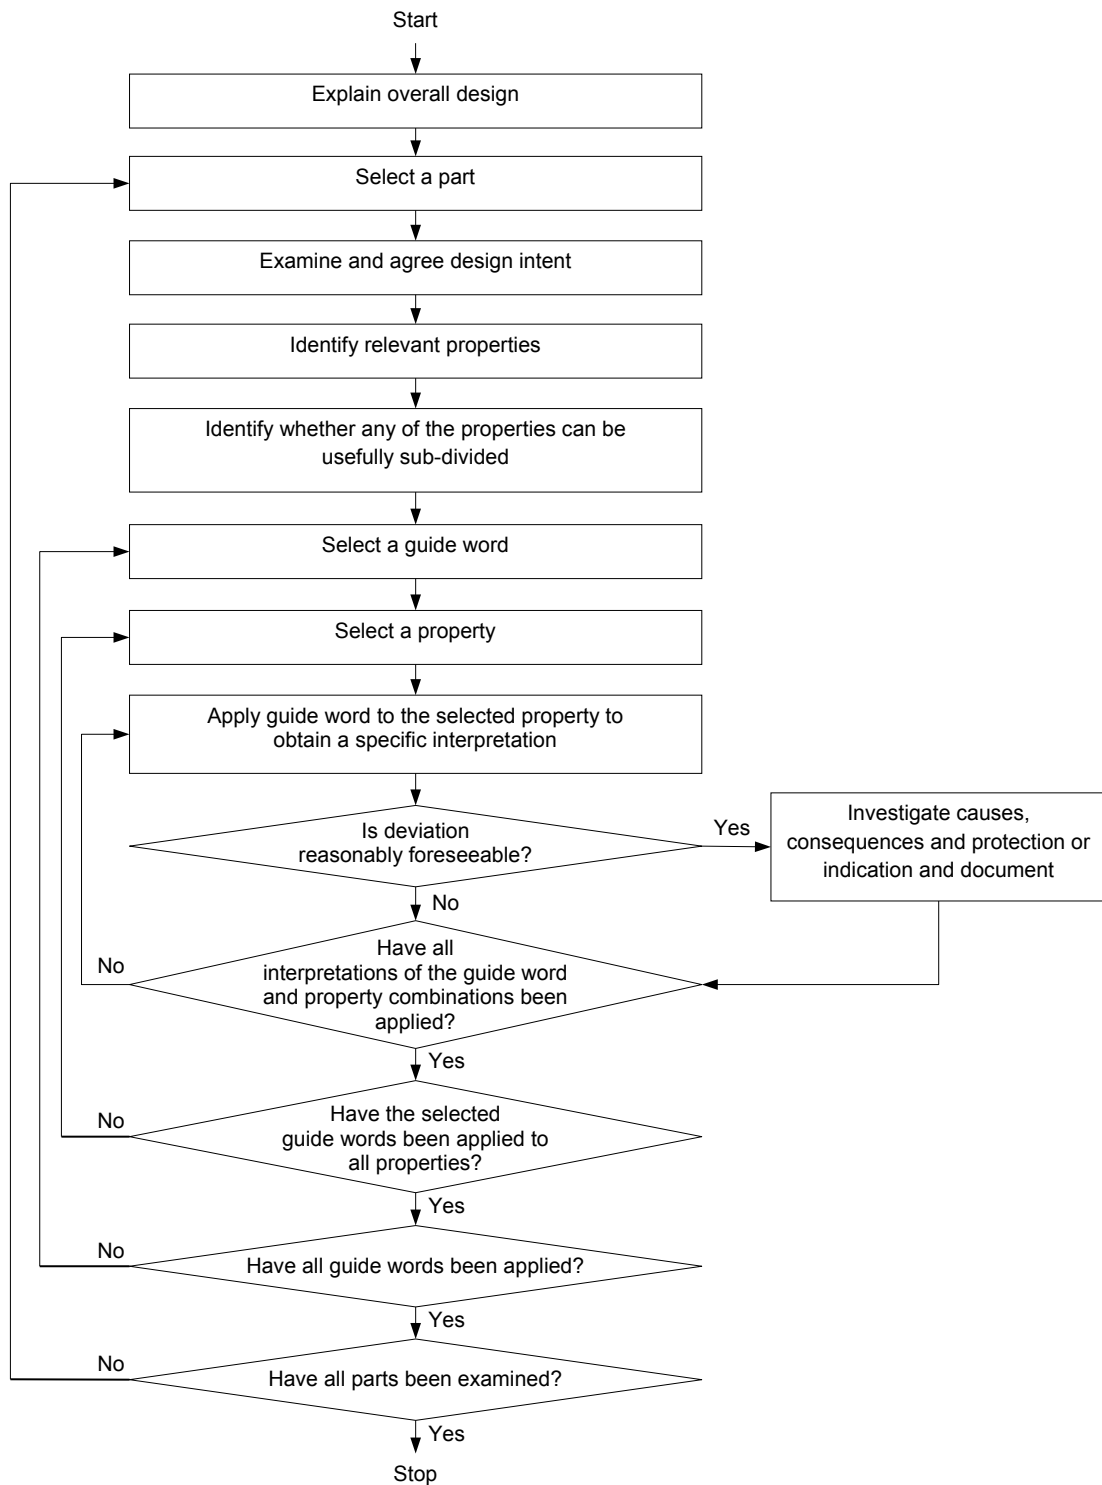 Start
Explain overall design
Select a part
Examine and agree design intent
Identify relevant properties
Identify whether any of the properties can be
usefully sub-divided
Select a guide word
Select a property
Apply guide word to the selected property to
obtain a specific interpretation
Is deviation
reasonably foreseeable?
Yes
Investigate causes,
consequences and protection or
indication and document
No
Have all
interpretations of the guide word
and property combinations been
applied?
No
Yes
Have the selected
guide words been applied to
all properties?
No
Yes
Have all guide words been applied?
No
Yes
Have all parts been examined?
No
Yes
Stop